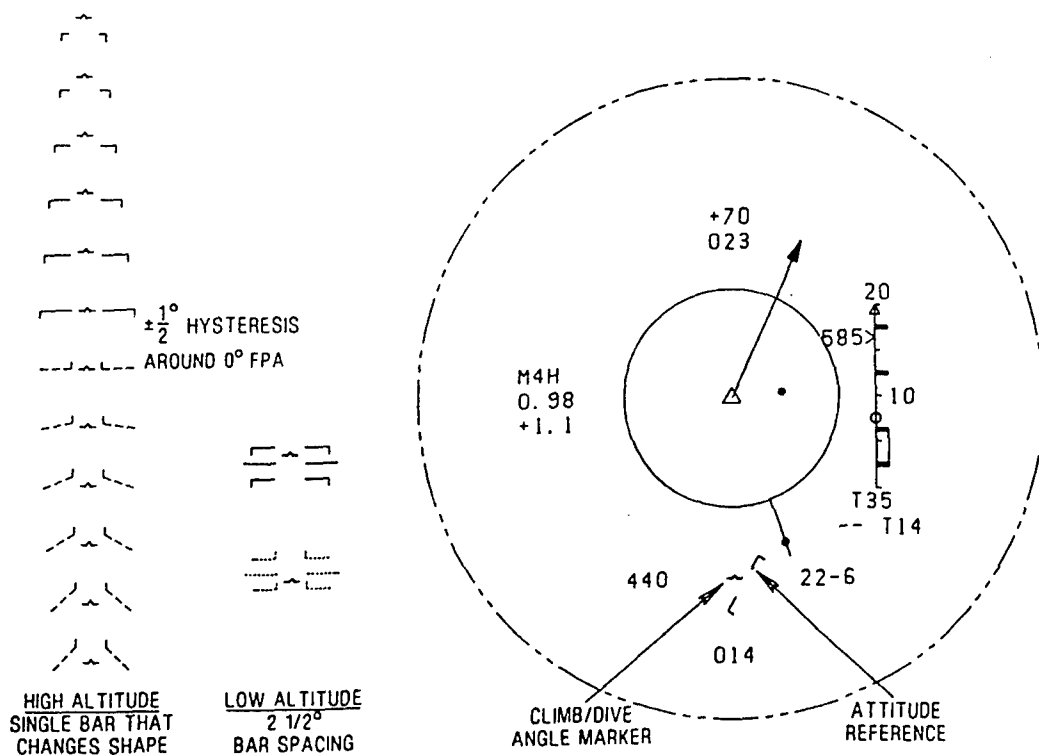 ±1/2° HYSTERESIS
AROUND 0° FPA
HIGH ALTITUDE
SINGLE BAR THAT
CHANGES SHAPE
LOW ALTITUDE
2 1/2°
BAR SPACING
+70
023
20
585>
M4H
0.98
+1.1
10
T35
-- T14
440
22-6
014
CLIMB/DIVE
ANGLE MARKER
ATTITUDE
REFERENCE